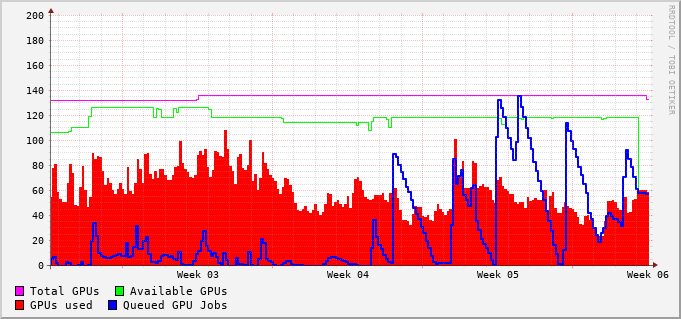 200
180
160
140
120
100
80
60
40
20
0
Week 03 Week 04 Week 05 Week 06
Total GPUs Available GPUs
GPUs used Queued GPU Jobs
RRDTOOL / TOBI OETIKER